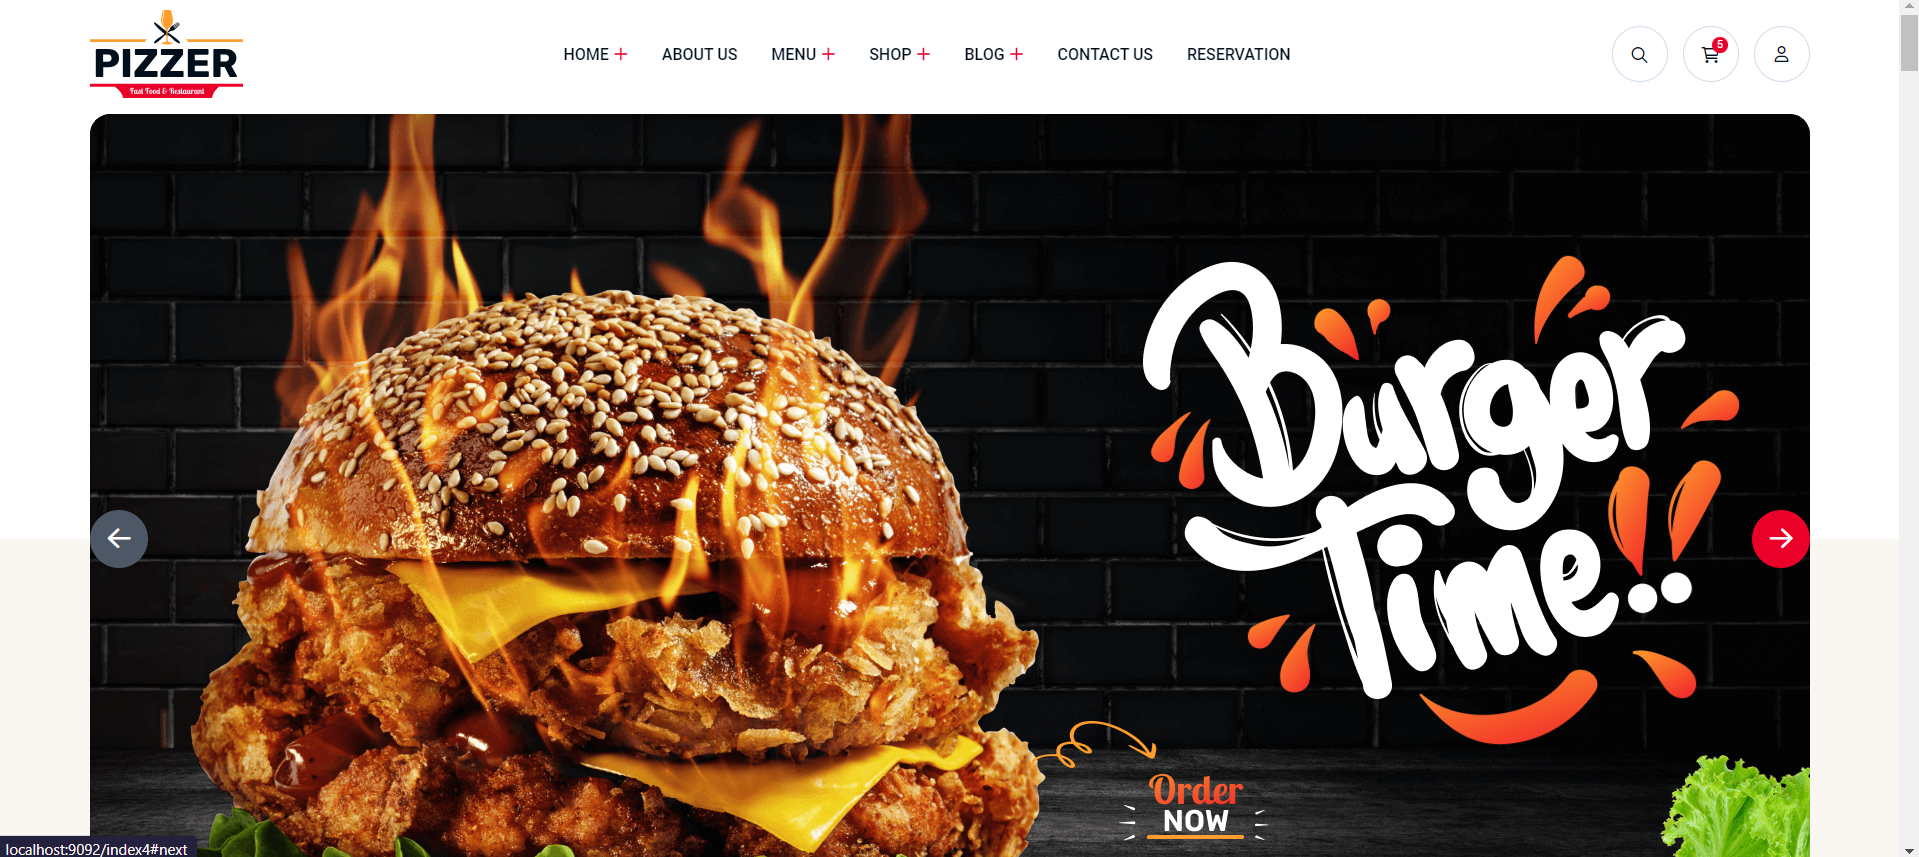 PIZZER
Fast Food & Restaurant
HOME + ABOUT US MENU + SHOP + BLOG + CONTACT US RESERVATION
5
Burger
Time!!
Order
NOW
localhost:9092/index4#next